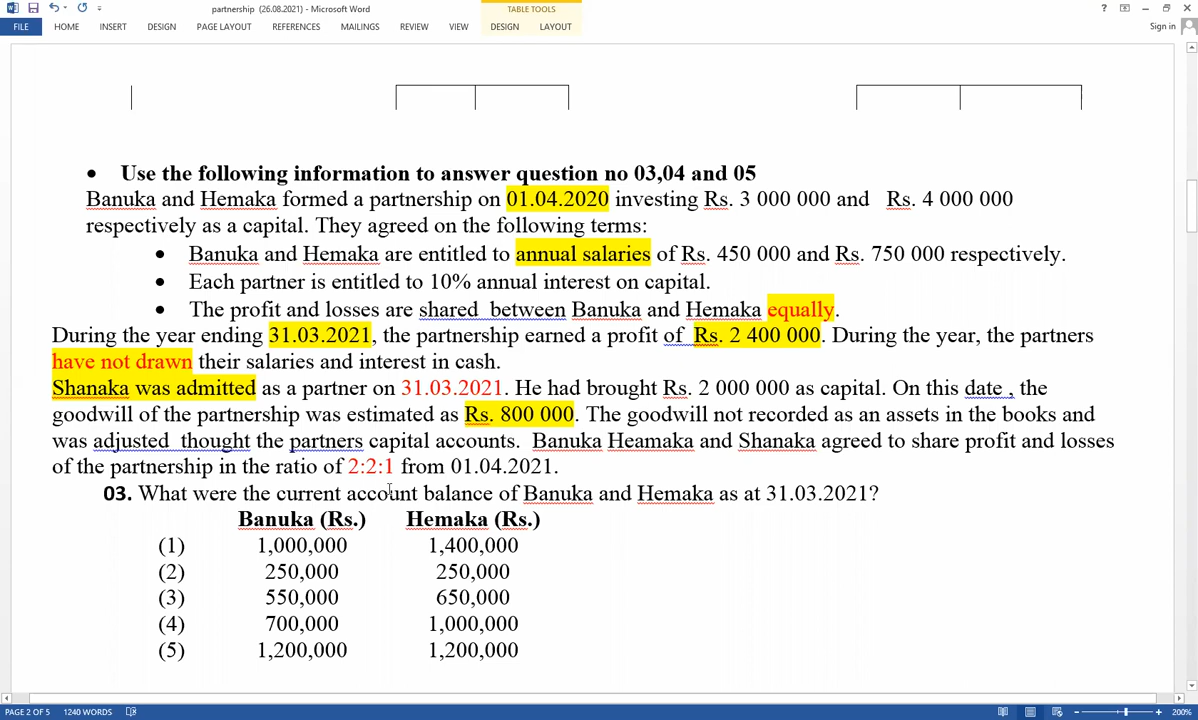 partnership (26.08.2021) - Microsoft Word
TABLE TOOLS
FILE HOME INSERT DESIGN PAGE LAYOUT REFERENCES MAILINGS REVIEW VIEW DESIGN LAYOUT
Sign in
• Use the following information to answer question no 03,04 and 05
Banuka and Hemaka formed a partnership on 01.04.2020 investing Rs. 3 000 000 and Rs. 4 000 000
respectively as a capital. They agreed on the following terms:
• Banuka and Hemaka are entitled to annual salaries of Rs. 450 000 and Rs. 750 000 respectively.
• Each partner is entitled to 10% annual interest on capital.
• The profit and losses are shared between Banuka and Hemaka equally.
During the year ending 31.03.2021, the partnership earned a profit of Rs. 2 400 000. During the year, the partners
have not drawn their salaries and interest in cash.
Shanaka was admitted as a partner on 31.03.2021. He had brought Rs. 2 000 000 as capital. On this date , the
goodwill of the partnership was estimated as Rs. 800 000. The goodwill not recorded as an assets in the books and
was adjusted thought the partners capital accounts. Banuka Heamaka and Shanaka agreed to share profit and losses
of the partnership in the ratio of 2:2:1 from 01.04.2021.
03. What were the current account balance of Banuka and Hemaka as at 31.03.2021?
Banuka (Rs.) Hemaka (Rs.)
(1) 1,000,000 1,400,000
(2) 250,000 250,000
(3) 550,000 650,000
(4) 700,000 1,000,000
(5) 1,200,000 1,200,000
PAGE 2 OF 5 1240 WORDS 200%